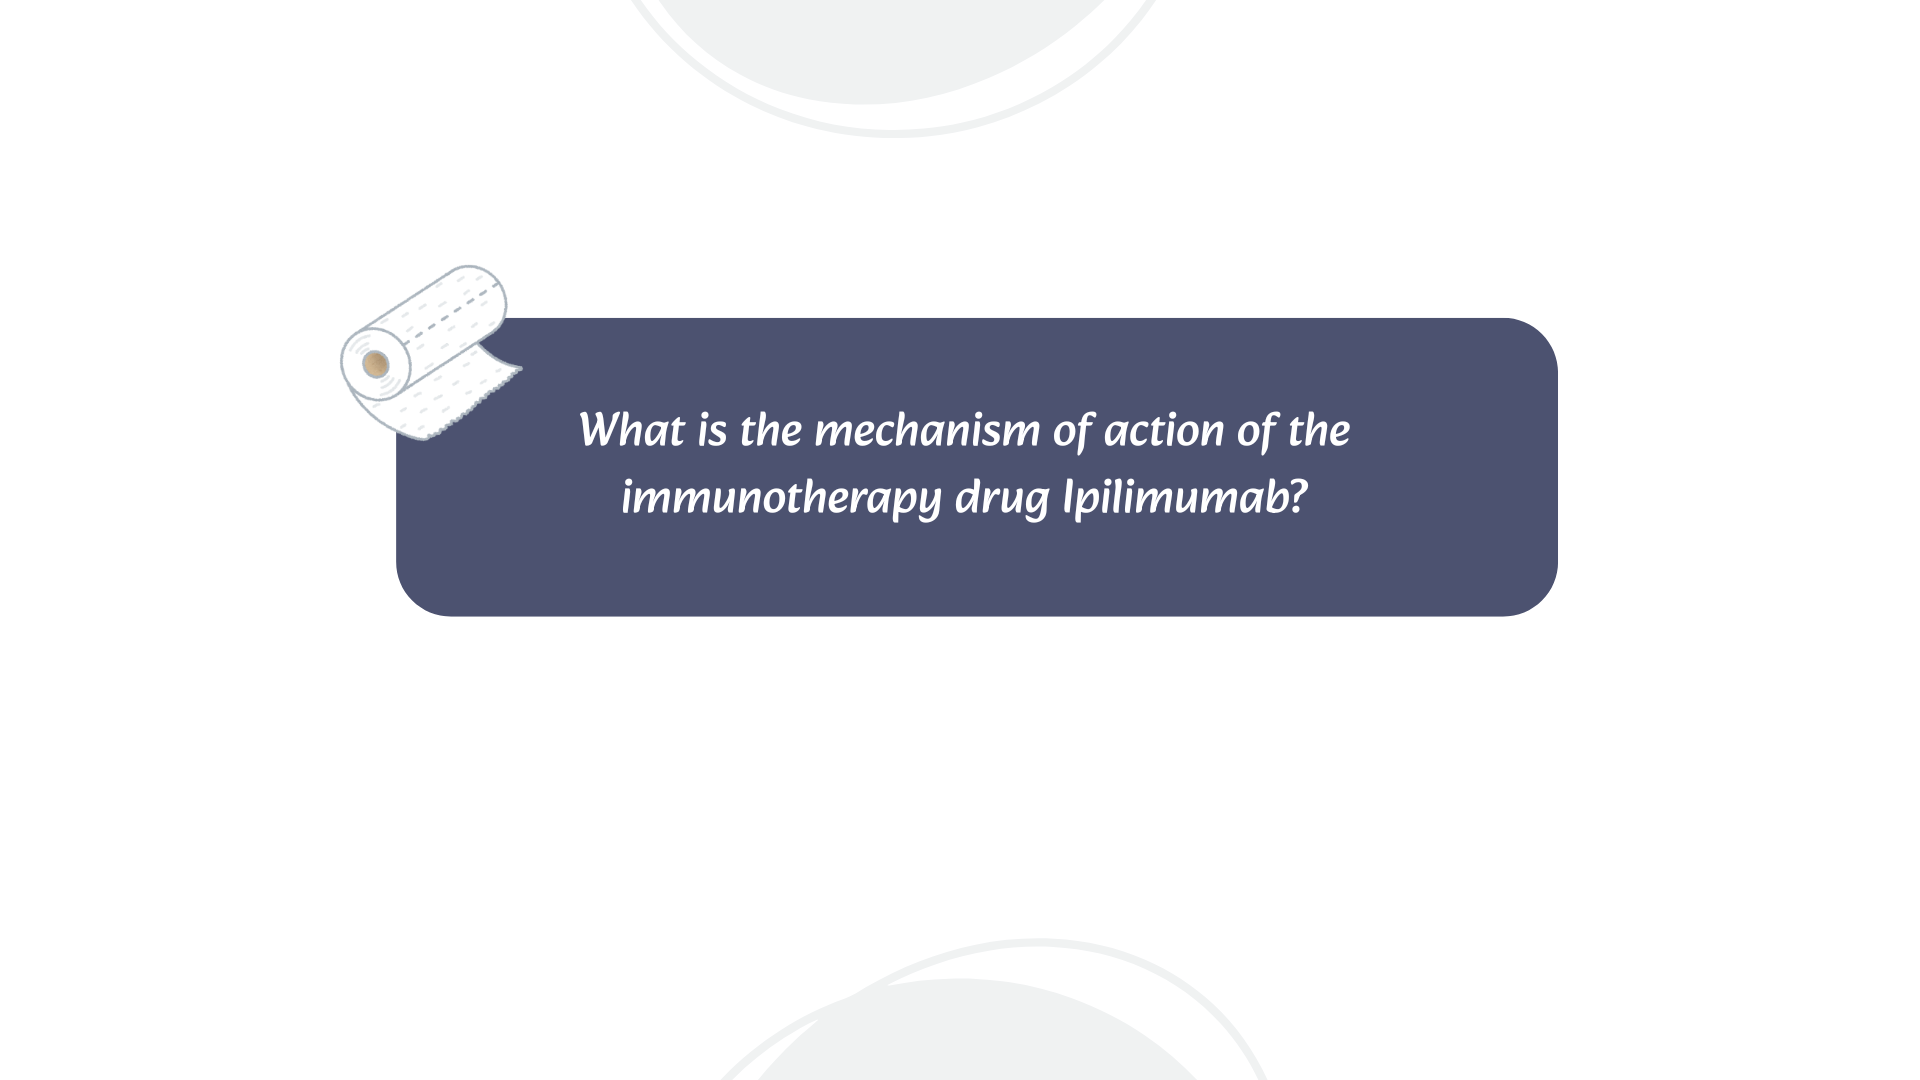 What is the mechanism of action of the
immunotherapy drug Ipilimumab?